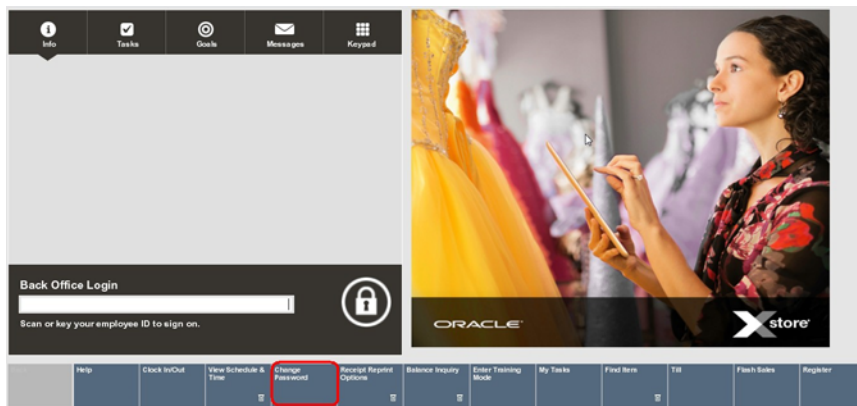 Info
Tasks
Goals
Messages
Keypad
Back Office Login
Scan or key your employee ID to sign on.
ORACLE
Xstore
Help
Clock In/Out
View Schedule &
Time
Change
Password
Receipt Reprint
Options
Balance Inquiry
Enter Training
Mode
My Tasks
Find Item
Till
Flash Sales
Register